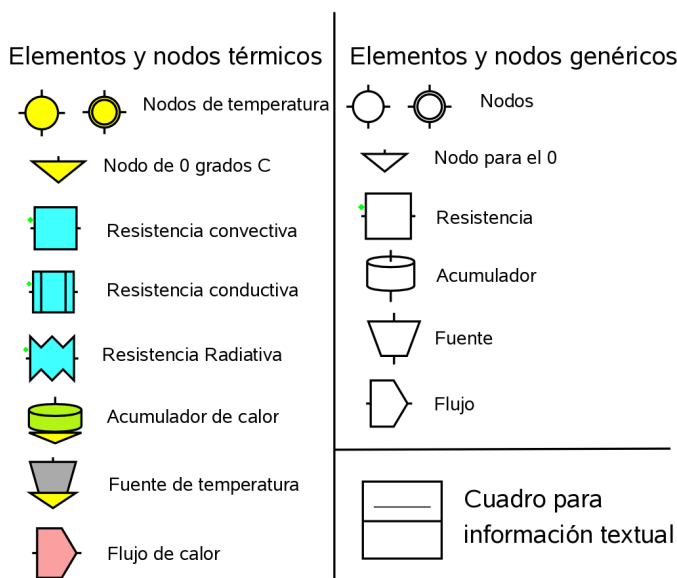 Elementos y nodos térmicos
Nodos de temperatura
Nodo de 0 grados C
Resistencia convectiva
Resistencia conductiva
Resistencia Radiativa
Acumulador de calor
Fuente de temperatura
Flujo de calor
Elementos y nodos genéricos
Nodos
Nodo para el 0
Resistencia
Acumulador
Fuente
Flujo
Cuadro para
información textual